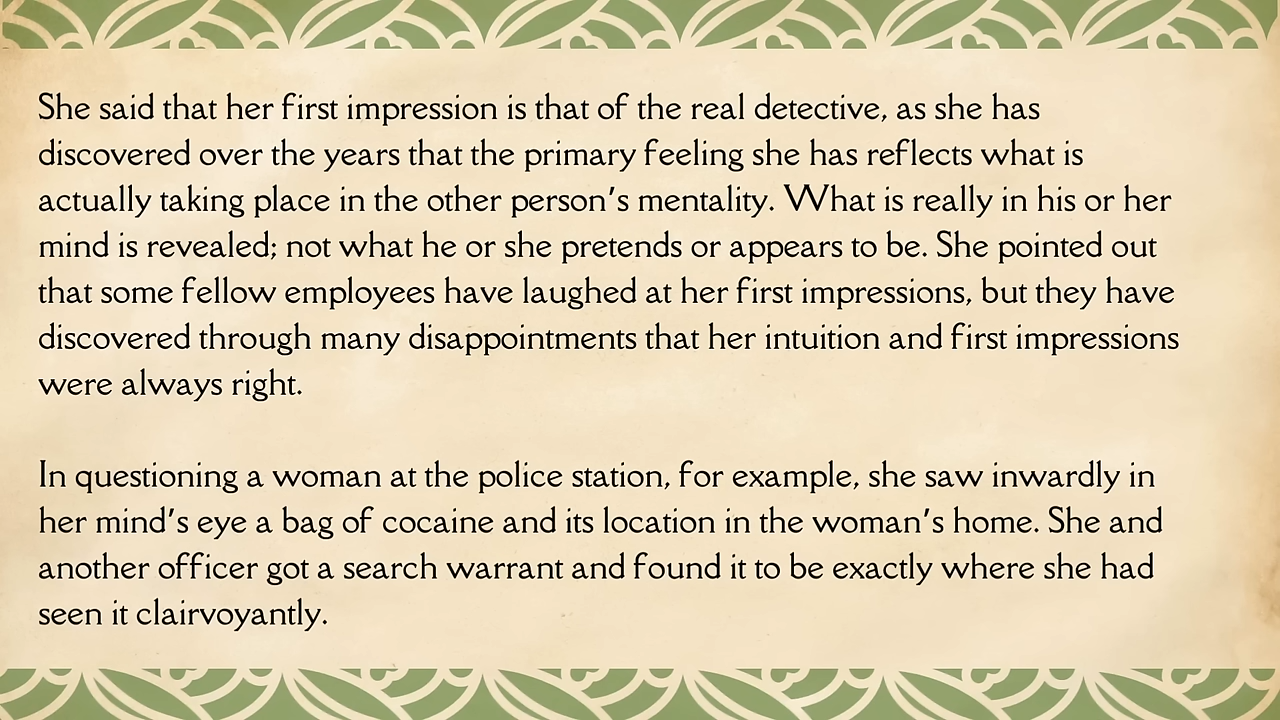 She said that her first impression is that of the real detective, as she has
discovered over the years that the primary feeling she has reflects what is
actually taking place in the other person's mentality. What is really in his or her
mind is revealed; not what he or she pretends or appears to be. She pointed out
that some fellow employees have laughed at her first impressions, but they have
discovered through many disappointments that her intuition and first impressions
were always right.
In questioning a woman at the police station, for example, she saw inwardly in
her mind's eye a bag of cocaine and its location in the woman's home. She and
another officer got a search warrant and found it to be exactly where she had
seen it clairvoyantly.